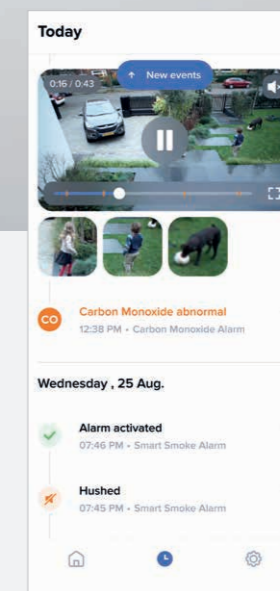 Today
0:16 / 0:43
↑ New events
CO
Carbon Monoxide abnormal
12:38 PM • Carbon Monoxide Alarm
Wednesday , 25 Aug.
Alarm activated
07:46 PM • Smart Smoke Alarm
Hushed
07:45 PM • Smart Smoke Alarm